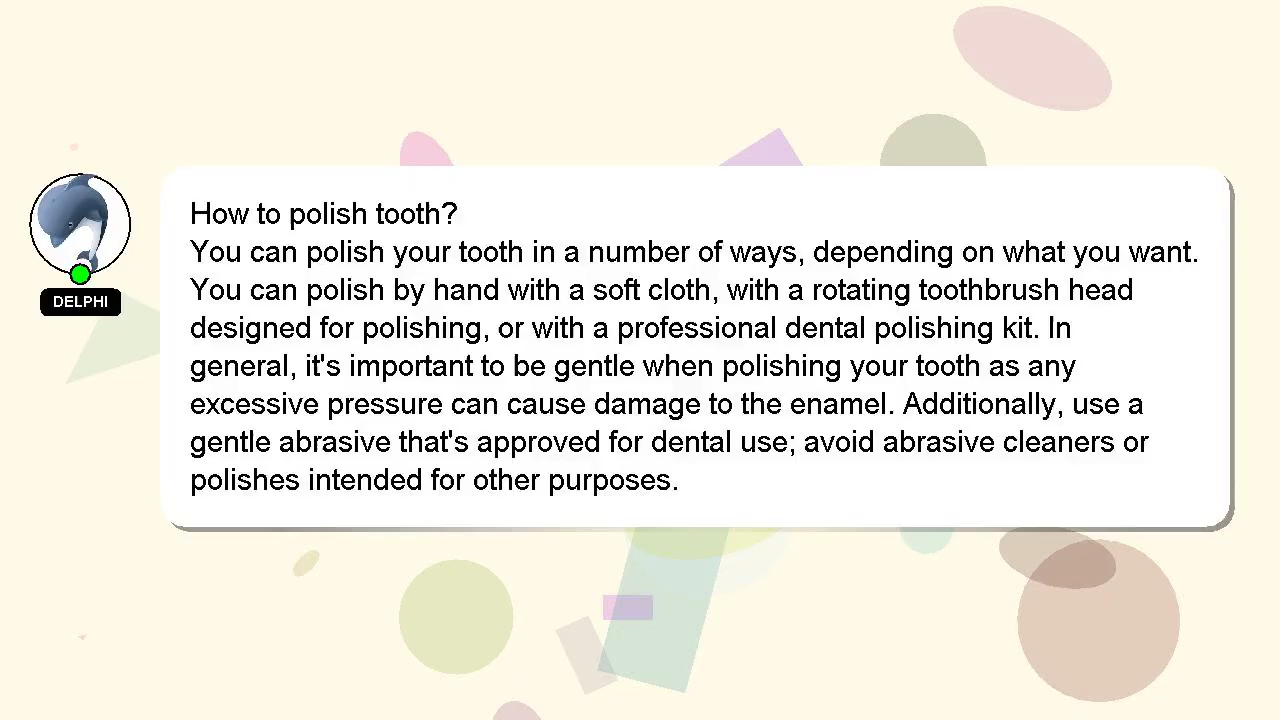 How to polish tooth?
You can polish your tooth in a number of ways, depending on what you want.
You can polish by hand with a soft cloth, with a rotating toothbrush head
designed for polishing, or with a professional dental polishing kit. In
general, it's important to be gentle when polishing your tooth as any
excessive pressure can cause damage to the enamel. Additionally, use a
gentle abrasive that's approved for dental use; avoid abrasive cleaners or
polishes intended for other purposes.
DELPHI